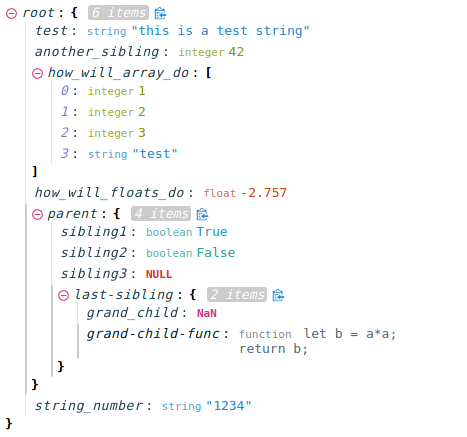 root : { 6 items
test : string "this is a test string"
another_sibling : integer 42
how_will_array_do : [
0 : integer 1
1 : integer 2
2 : integer 3
3 : string "test"
]
how_will_floats_do : float -2.757
parent : { 4 items
sibling1 : boolean True
sibling2 : boolean False
sibling3 : NULL
last-sibling : { 2 items
grand_child : NaN
grand-child-func : function let b = a*a;
return b;
}
}
string_number : string "1234"
}